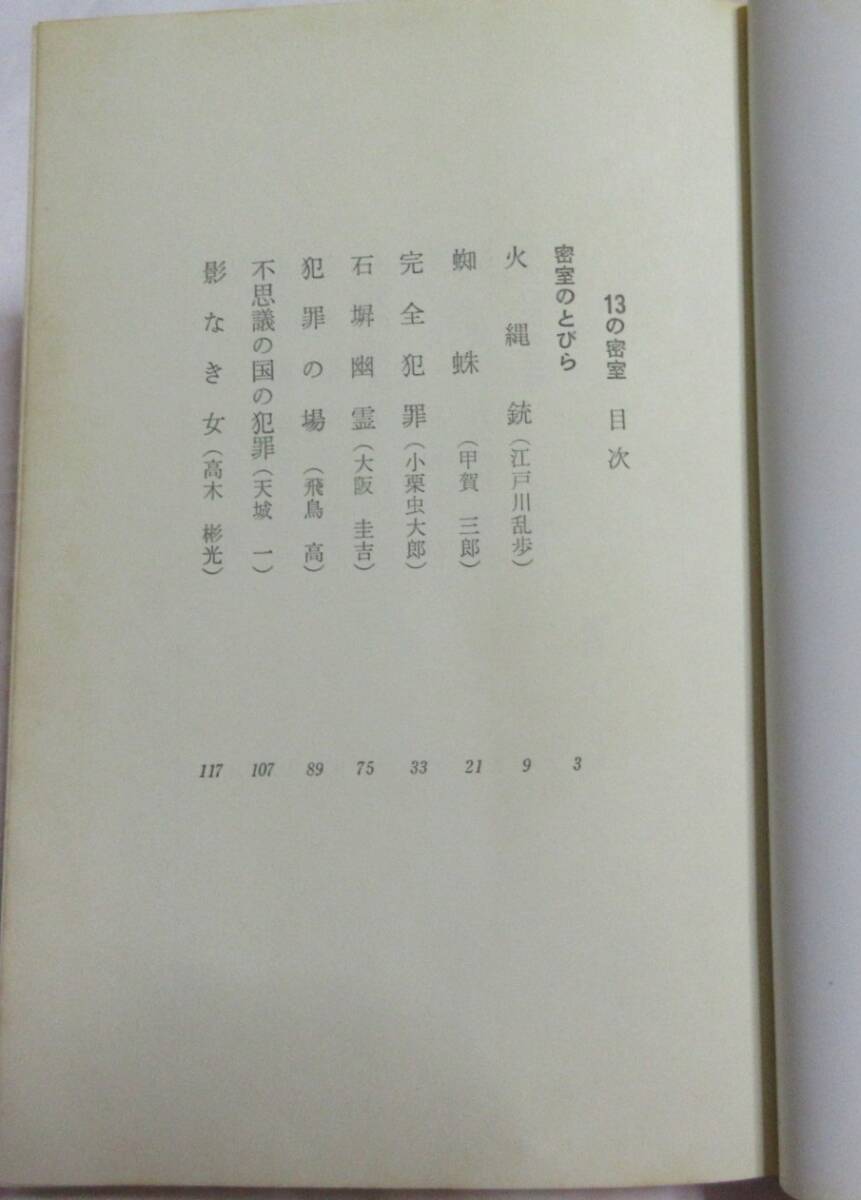 13の密室 目次
密室のとびら 3
火縄銃(江戸川乱歩) 9
蜘蛛(甲賀 三郎) 21
完全犯罪(小栗虫太郎) 33
石塀幽霊(大阪 圭吉) 75
犯罪の場(飛鳥 高) 89
不思議の国の犯罪(天城 一) 107
影なき女(高木 彬光) 117